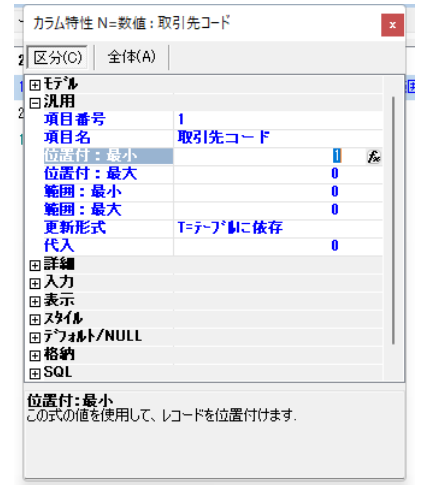 カラム特性 N=数値 : 取引先コード
x
区分(C) 全体(A)
モデル
汎用
項目番号 1
項目名 取引先コード
位置付：最小 1
位置付：最大 0
範囲：最小 0
範囲：最大 0
更新形式 T=テーブルに依存
代入 0
詳細
入力
表示
スタイル
デフォルト/NULL
格納
SQL
位置付:最小
この式の値を使用して、レコードを位置付けます.